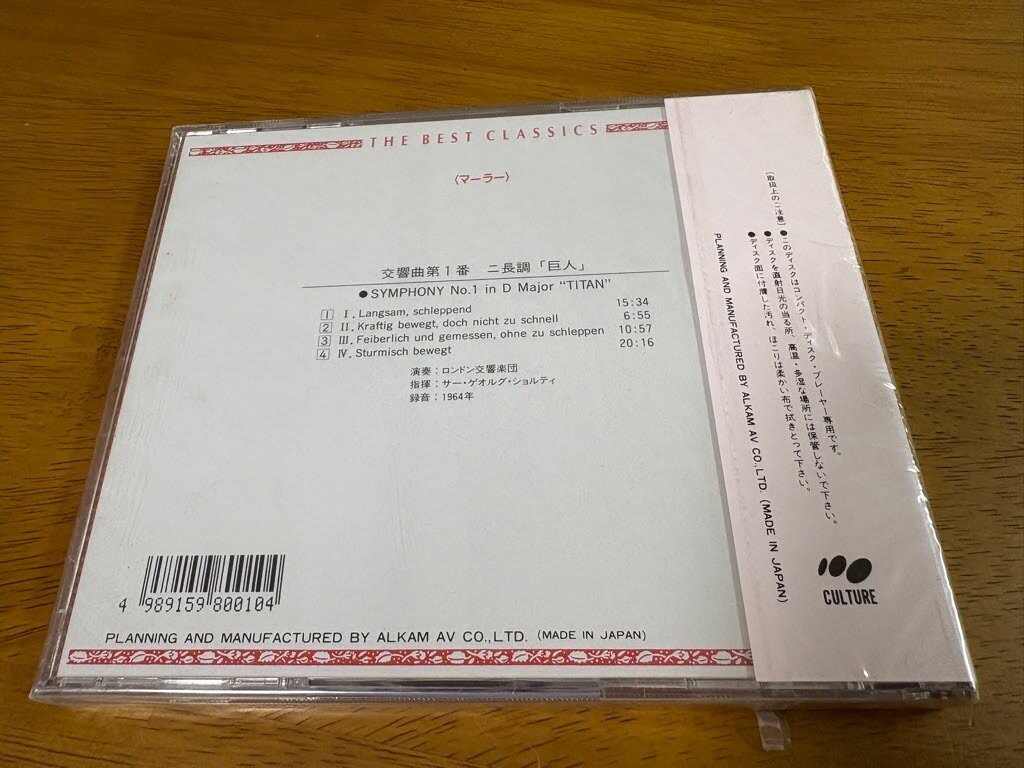 THE BEST CLASSICS
〈マーラー〉
交響曲第1番 ニ長調「巨人」
●SYMPHONY No.1 in D Major "TITAN"
1 I. Langsam, schleppend 15:34
2 II. Kraftig bewegt, doch nicht zu schnell 6:55
3 III. Feiberlich und gemessen, ohne zu schleppen 10:57
4 IV. Sturmisch bewegt 20:16
演奏：ロンドン交響楽団
指揮：サー・ゲオルグ・ショルティ
録音：1964年
4 989159 800104
PLANNING AND MANUFACTURED BY ALKAM AV CO.,LTD. (MADE IN JAPAN)
〔取扱上のご注意〕
●このディスクはコンパクト・ディスク・プレーヤー専用です。
●ディスクを直射日光の当る所、高温・多湿な場所には保管しないで下さい。
●ディスク面に付着した汚れ、ほこりは柔かい布で拭きとって下さい。
PLANNING AND MANUFACTURED BY ALKAM AV CO.,LTD. (MADE IN JAPAN)
CULTURE